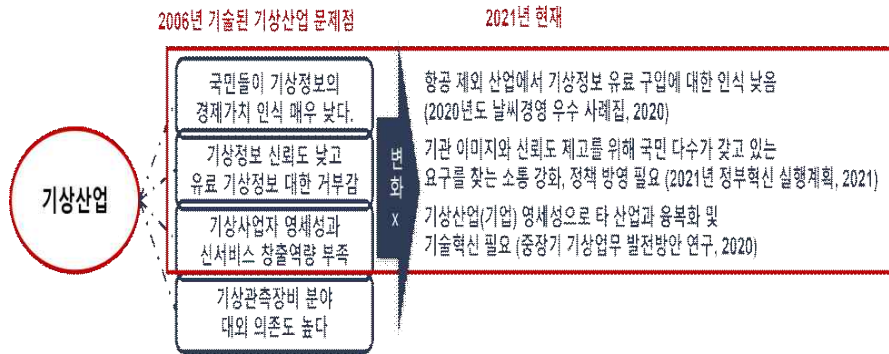 2006년 기술된 기상산업 문제점
2021년 현재
기상산업
국민들이 기상정보의
경제가치 인식 매우 낮다.
기상정보 신뢰도 낮고
유료 기상정보 대한 거부감
기상사업자 영세성과
신서비스 창출역량 부족
기상관측장비 분야
대외 의존도 높다
변화 x
항공 제외 산업에서 기상정보 유료 구입에 대한 인식 낮음
(2020년도 날씨경영 우수 사례집, 2020)
기관 이미지와 신뢰도 제고를 위해 국민 다수가 갖고 있는
요구를 찾는 소통 강화, 정책 방영 필요 (2021년 정부혁신 실행계획, 2021)
기상산업(기업) 영세성으로 타 산업과 융복화 및
기술혁신 필요 (중장기 기상업무 발전방안 연구, 2020)